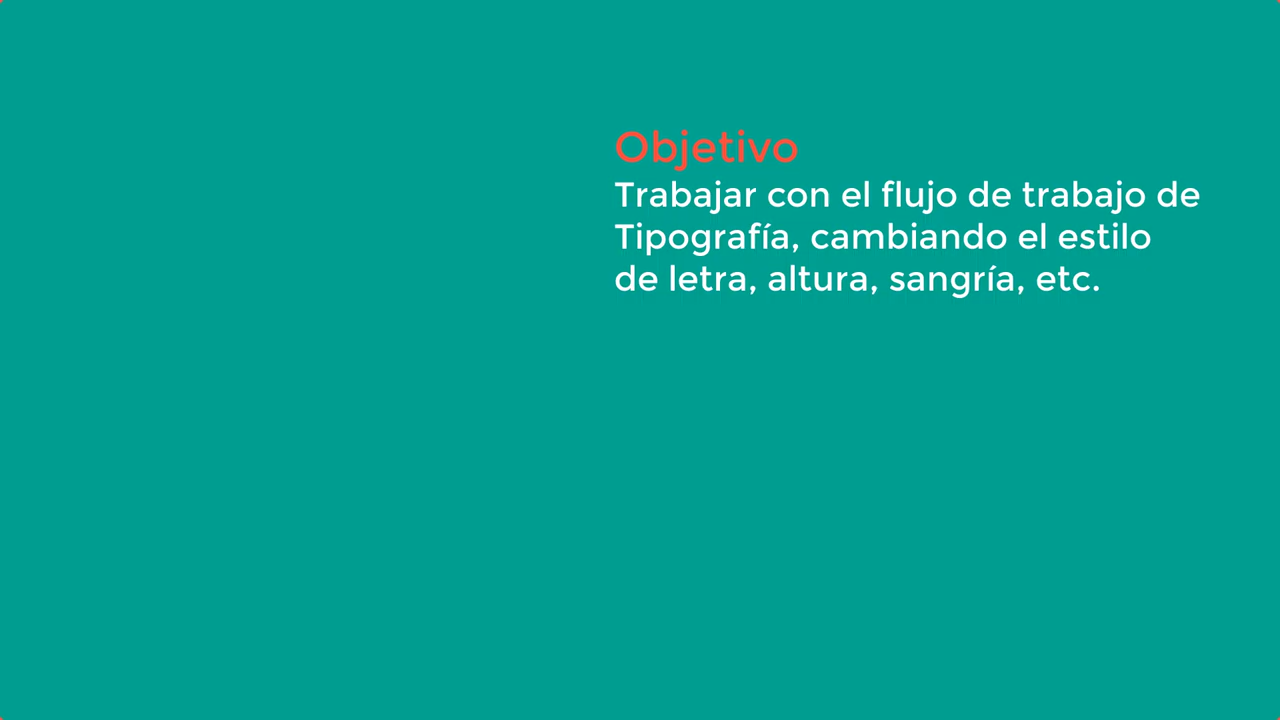 Objetivo
Trabajar con el flujo de trabajo de
Tipografía, cambiando el estilo
de letra, altura, sangría, etc.